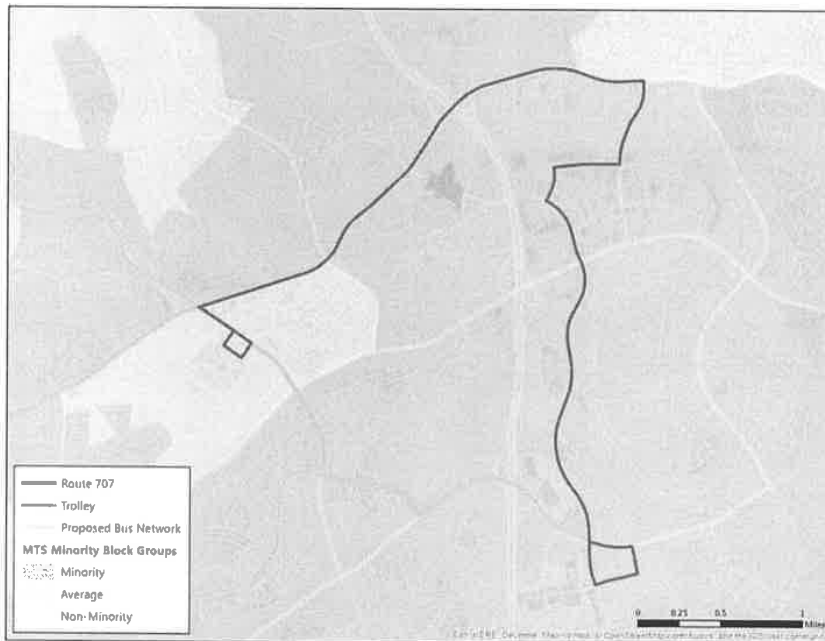 Route 707
Trolley
Proposed Bus Network
MTS Minority Block Groups
Minority
Average
Non-Minority
0 0.25 0.5 1
Miles